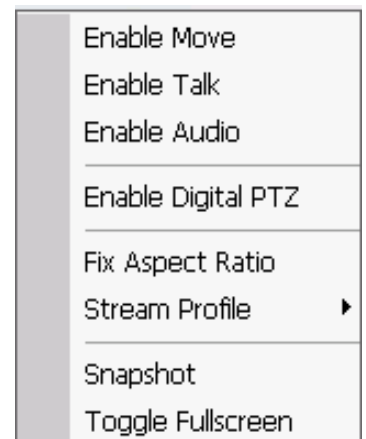 Enable Move
Enable Talk
Enable Audio
Enable Digital PTZ
Fix Aspect Ratio
Stream Profile
Snapshot
Toggle Fullscreen